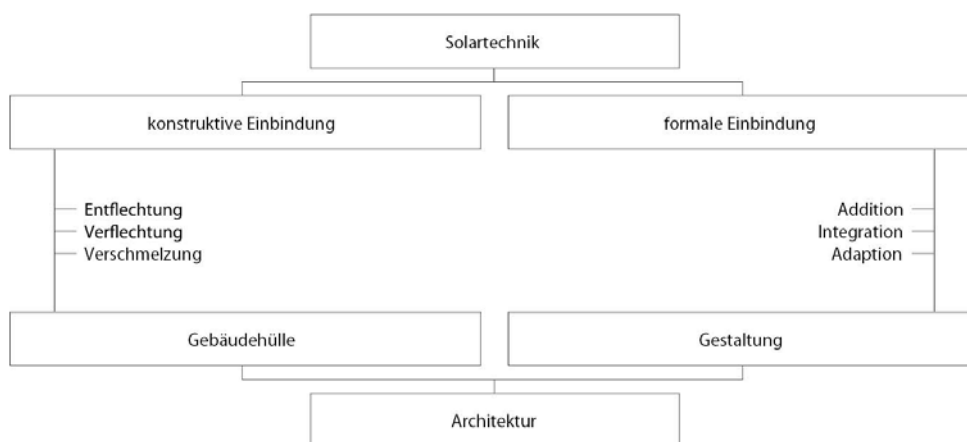 Solartechnik
konstruktive Einbindung
formale Einbindung
Entflechtung
Verflechtung
Verschmelzung
Addition
Integration
Adaption
Gebäudehülle
Gestaltung
Architektur